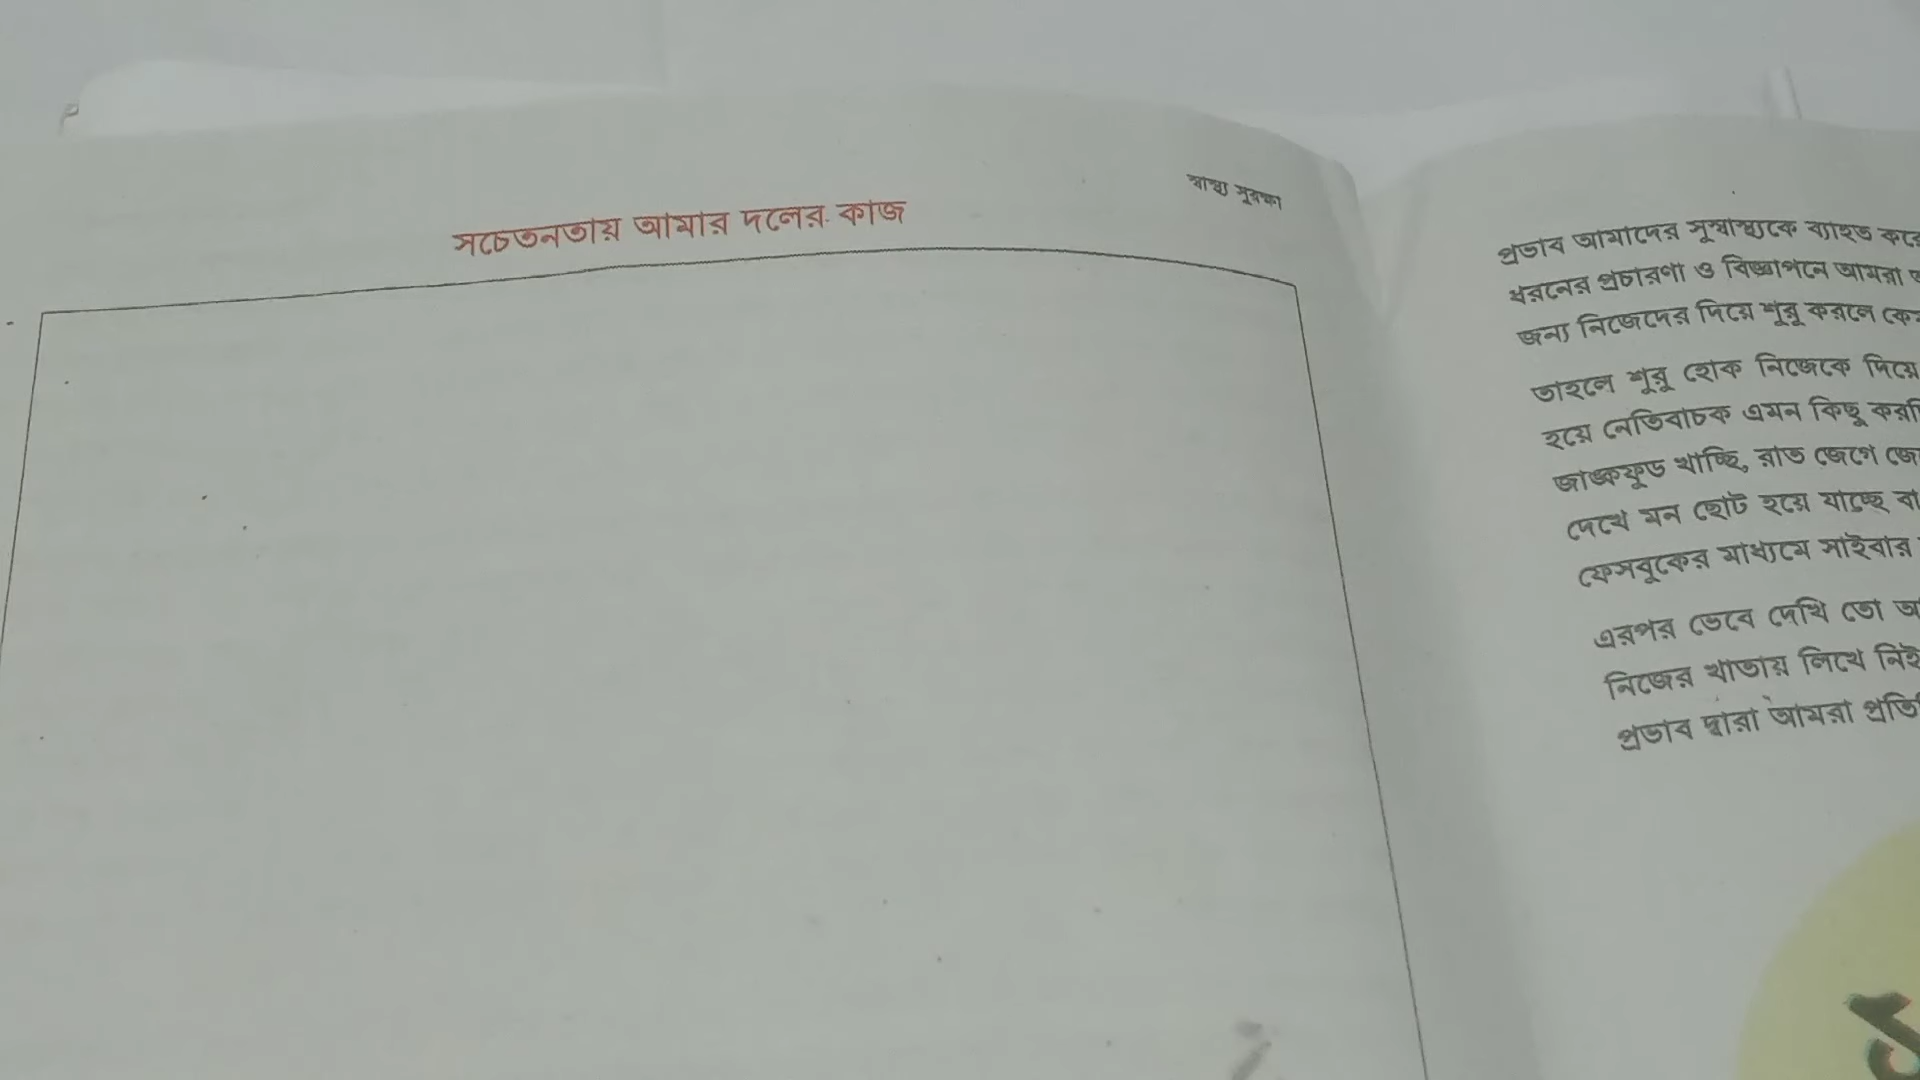 স্বাস্থ্য সুরক্ষা
সচেতনতায় আমার দলের কাজ
প্রভাব আমাদের সুস্বাস্থ্যকে ব্যাহত
ধরনের প্রচারণা ও বিজ্ঞাপনে আমরা
জন্য নিজেদের দিয়ে শুরু করলে
তাহলে শুরু হোক নিজেকে দিয়ে
হয়ে নেতিবাচক এমন কিছু
জাঙ্কফুড খাচ্ছি, রাত জেগে
দেখে মন ছোট হয়ে যাচ্ছে
ফেসবুকের মাধ্যমে সাইবার
এরপর ভেবে দেখি তো
নিজের খাতায় লিখে
প্রভাব দ্বারা আমরা